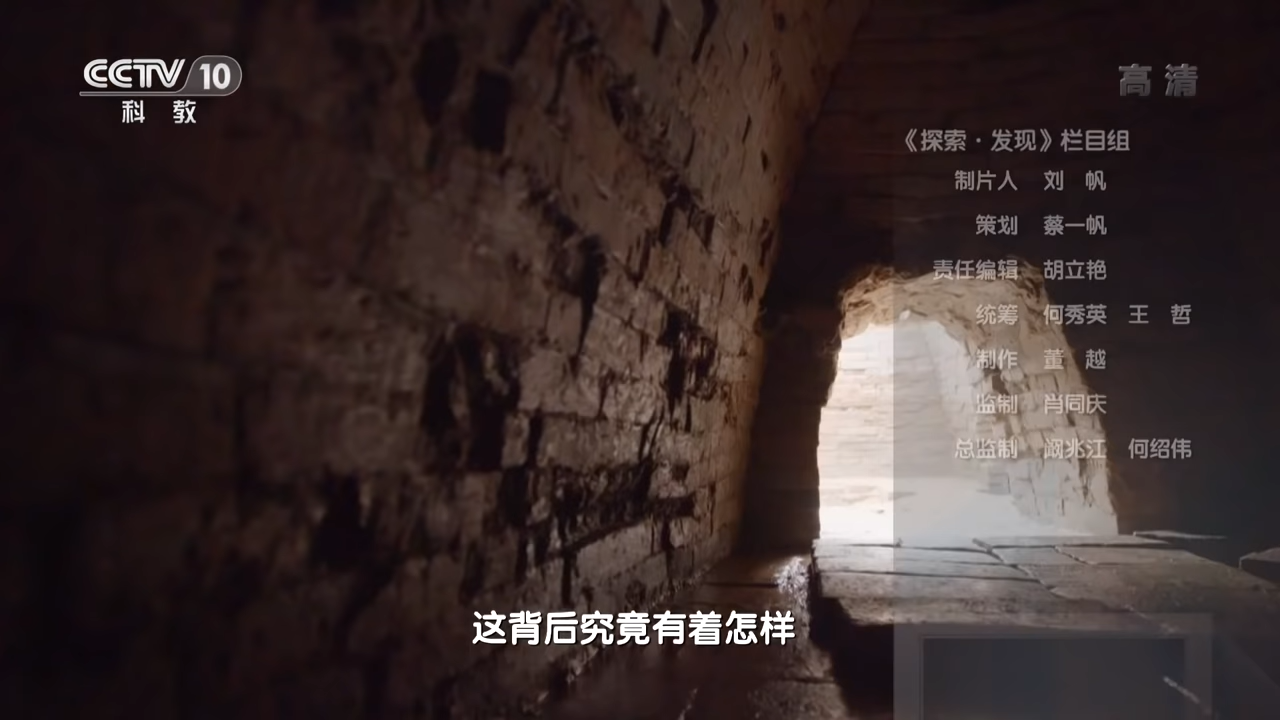 CCTV 10
科教
高清
《探索·发现》栏目组
制片人 刘 帆
策划 蔡一帆
责任编辑 胡立艳
统筹 何秀英 王 哲
制作 董 越
监制 肖同庆
总监制 阚兆江 何绍伟
这背后究竟有着怎样